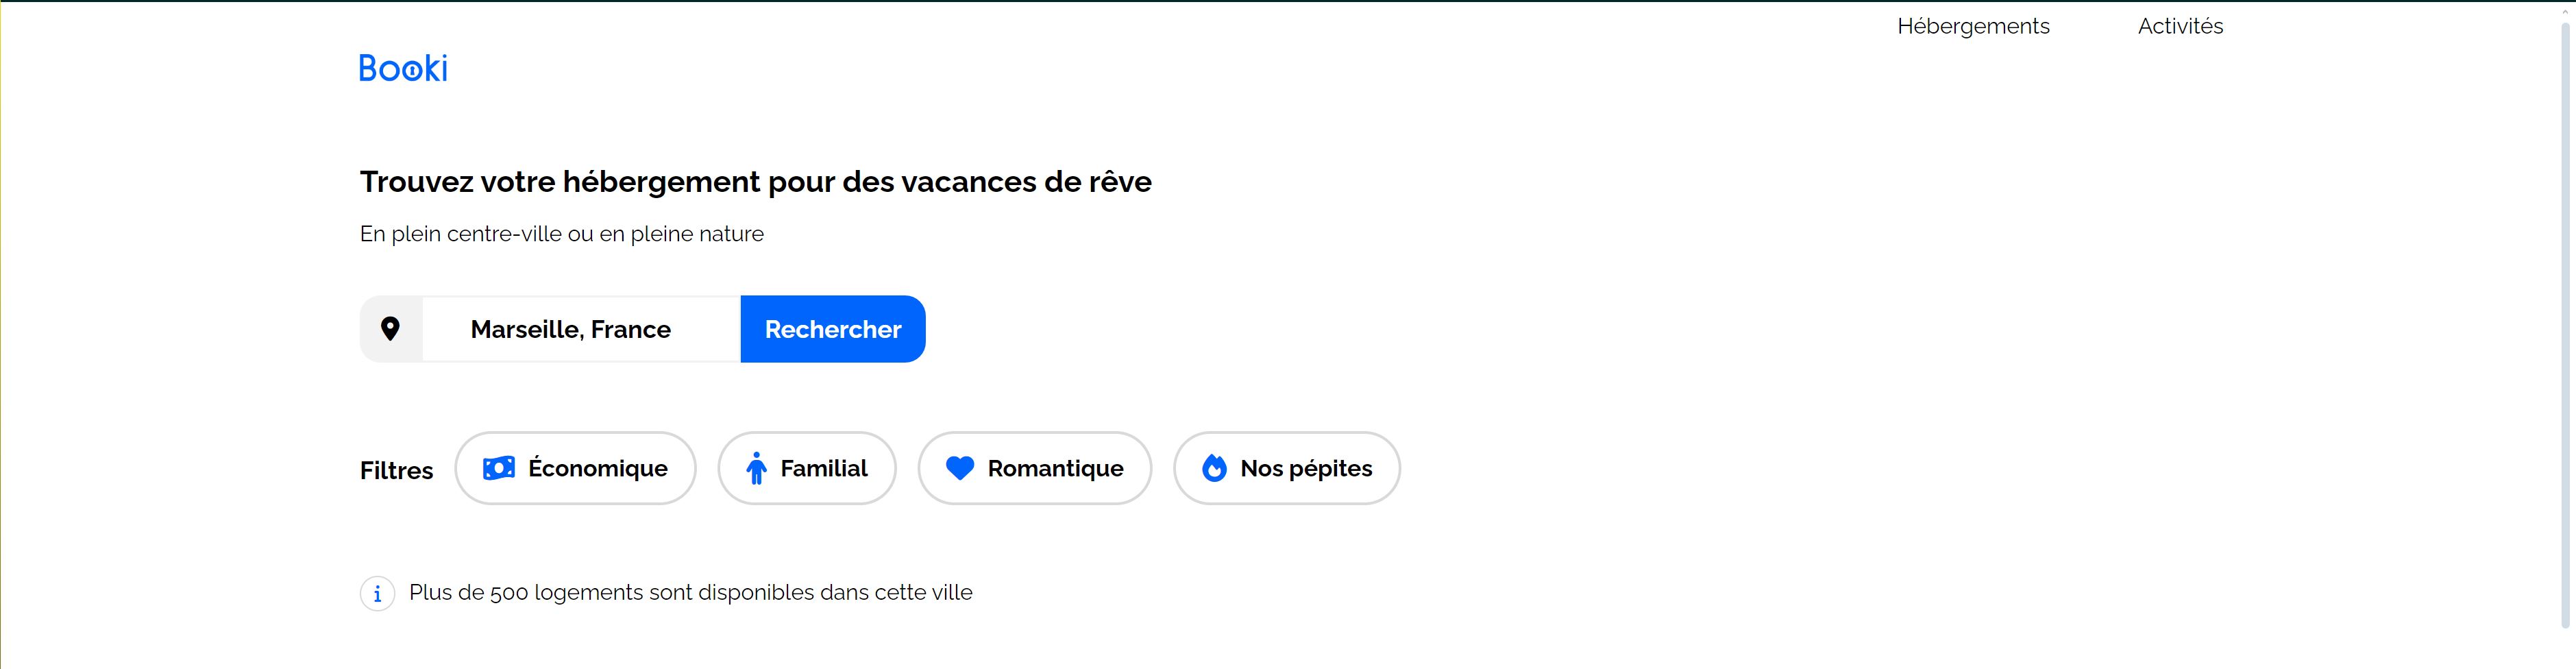 Hébergements Activités
Booki
Trouvez votre hébergement pour des vacances de rêve
En plein centre-ville ou en pleine nature
Marseille, France Rechercher
Filtres Économique Familial Romantique Nos pépites
i Plus de 500 logements sont disponibles dans cette ville